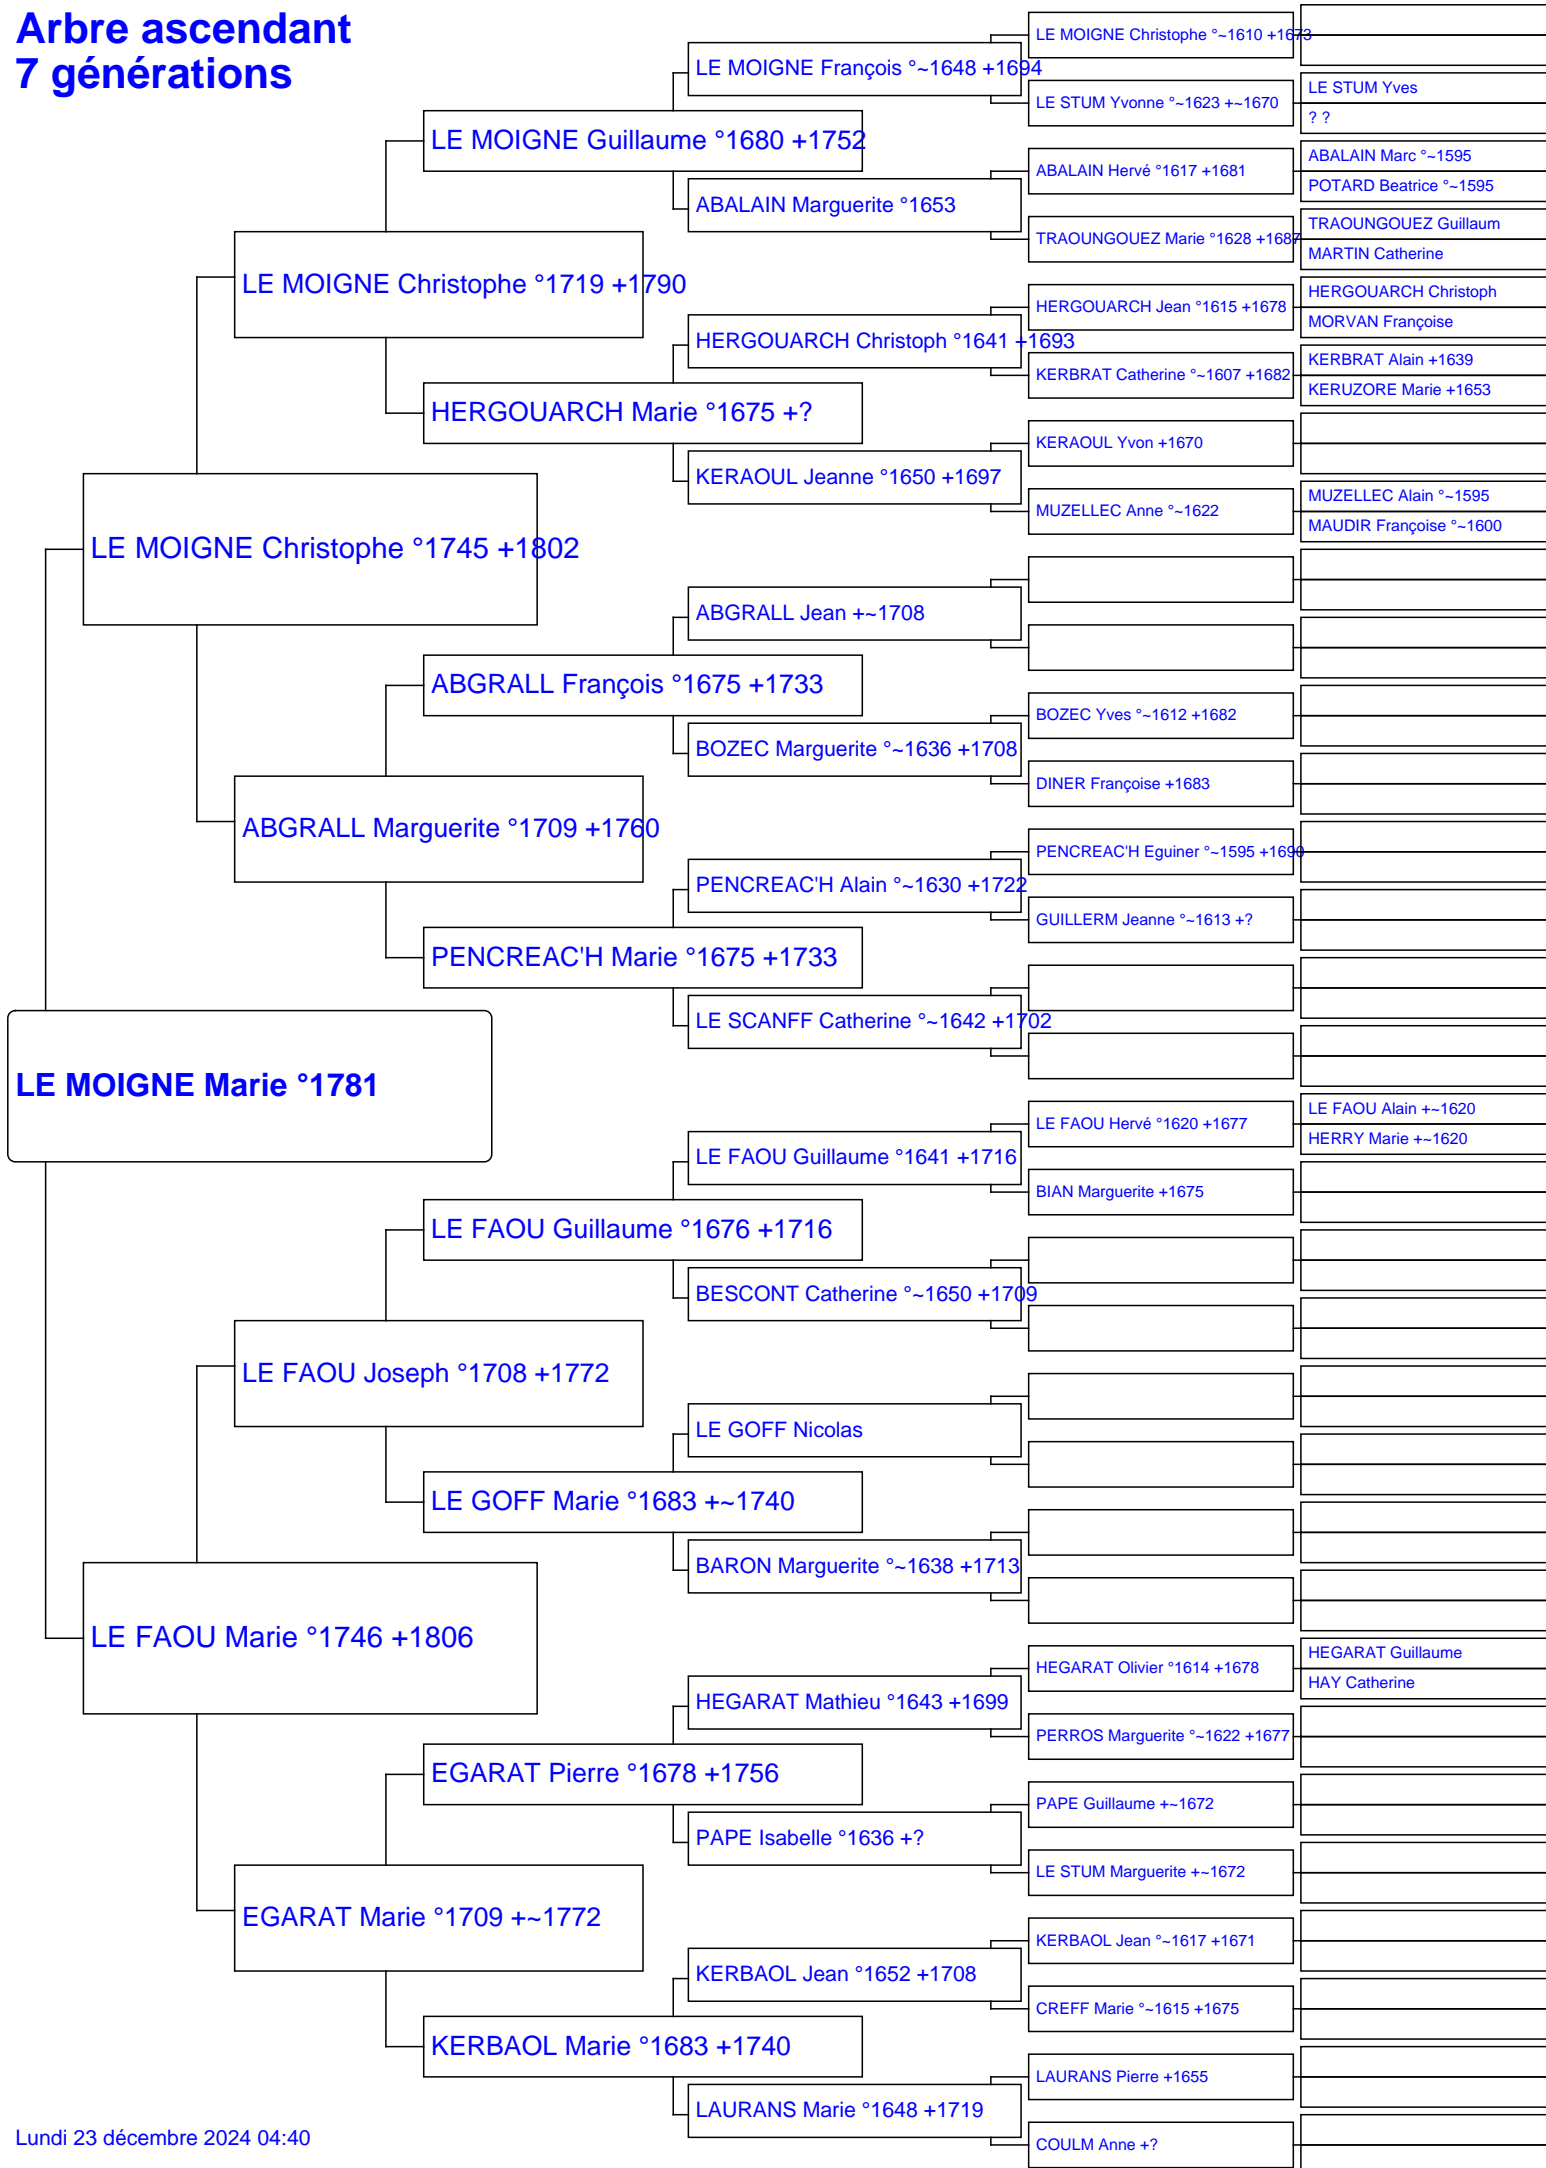 Arbre ascendant
7 générations
LE MOIGNE Marie °1781
LE MOIGNE Christophe °1745 +1802
LE FAOU Marie °1746 +1806
LE MOIGNE Christophe °1719 +1790
ABGRALL Marguerite °1709 +1760
LE FAOU Joseph °1708 +1772
EGARAT Marie °1709 +~1772
LE MOIGNE Guillaume °1680 +1752
HERGOUARCH Marie °1675 +?
ABGRALL François °1675 +1733
PENCREAC'H Marie °1675 +1733
LE FAOU Guillaume °1676 +1716
LE GOFF Marie °1683 +~1740
EGARAT Pierre °1678 +1756
KERBAOL Marie °1683 +1740
LE MOIGNE François °~1648 +1694
ABALAIN Marguerite °1653
HERGOUARCH Christoph °1641 +1693
KERAOUL Jeanne °1650 +1697
ABGRALL Jean +~1708
BOZEC Marguerite °~1636 +1708
PENCREAC'H Alain °~1630 +1722
LE SCANFF Catherine °~1642 +1702
LE FAOU Guillaume °1641 +1716
BESCONT Catherine °~1650 +1709
LE GOFF Nicolas
BARON Marguerite °~1638 +1713
HEGARAT Mathieu °1643 +1699
PAPE Isabelle °1636 +?
KERBAOL Jean °1652 +1708
LAURANS Marie °1648 +1719
LE MOIGNE Christophe °~1610 +1673
LE STUM Yvonne °~1623 +~1670
ABALAIN Hervé °1617 +1681
TRAOUNGOUEZ Marie °1628 +1687
HERGOUARCH Jean °1615 +1678
KERBRAT Catherine °~1607 +1682
KERAOUL Yvon +1670
MUZELLEC Anne °~1622
BOZEC Yves °~1612 +1682
DINER Françoise +1683
PENCREAC'H Eguiner °~1595 +1690
GUILLERM Jeanne °~1613 +?
LE FAOU Hervé °1620 +1677
BIAN Marguerite +1675
HEGARAT Olivier °1614 +1678
PERROS Marguerite °~1622 +1677
PAPE Guillaume +~1672
LE STUM Marguerite +~1672
KERBAOL Jean °~1617 +1671
CREFF Marie °~1615 +1675
LAURANS Pierre +1655
COULM Anne +?
LE STUM Yves
? ?
ABALAIN Marc °~1595
POTARD Beatrice °~1595
TRAOUNGOUEZ Guillaum
MARTIN Catherine
HERGOUARCH Christoph
MORVAN Françoise
KERBRAT Alain +1639
KERUZORE Marie +1653
MUZELLEC Alain °~1595
MAUDIR Françoise °~1600
LE FAOU Alain +~1620
HERRY Marie +~1620
HEGARAT Guillaume
HAY Catherine
Lundi 23 décembre 2024 04:40